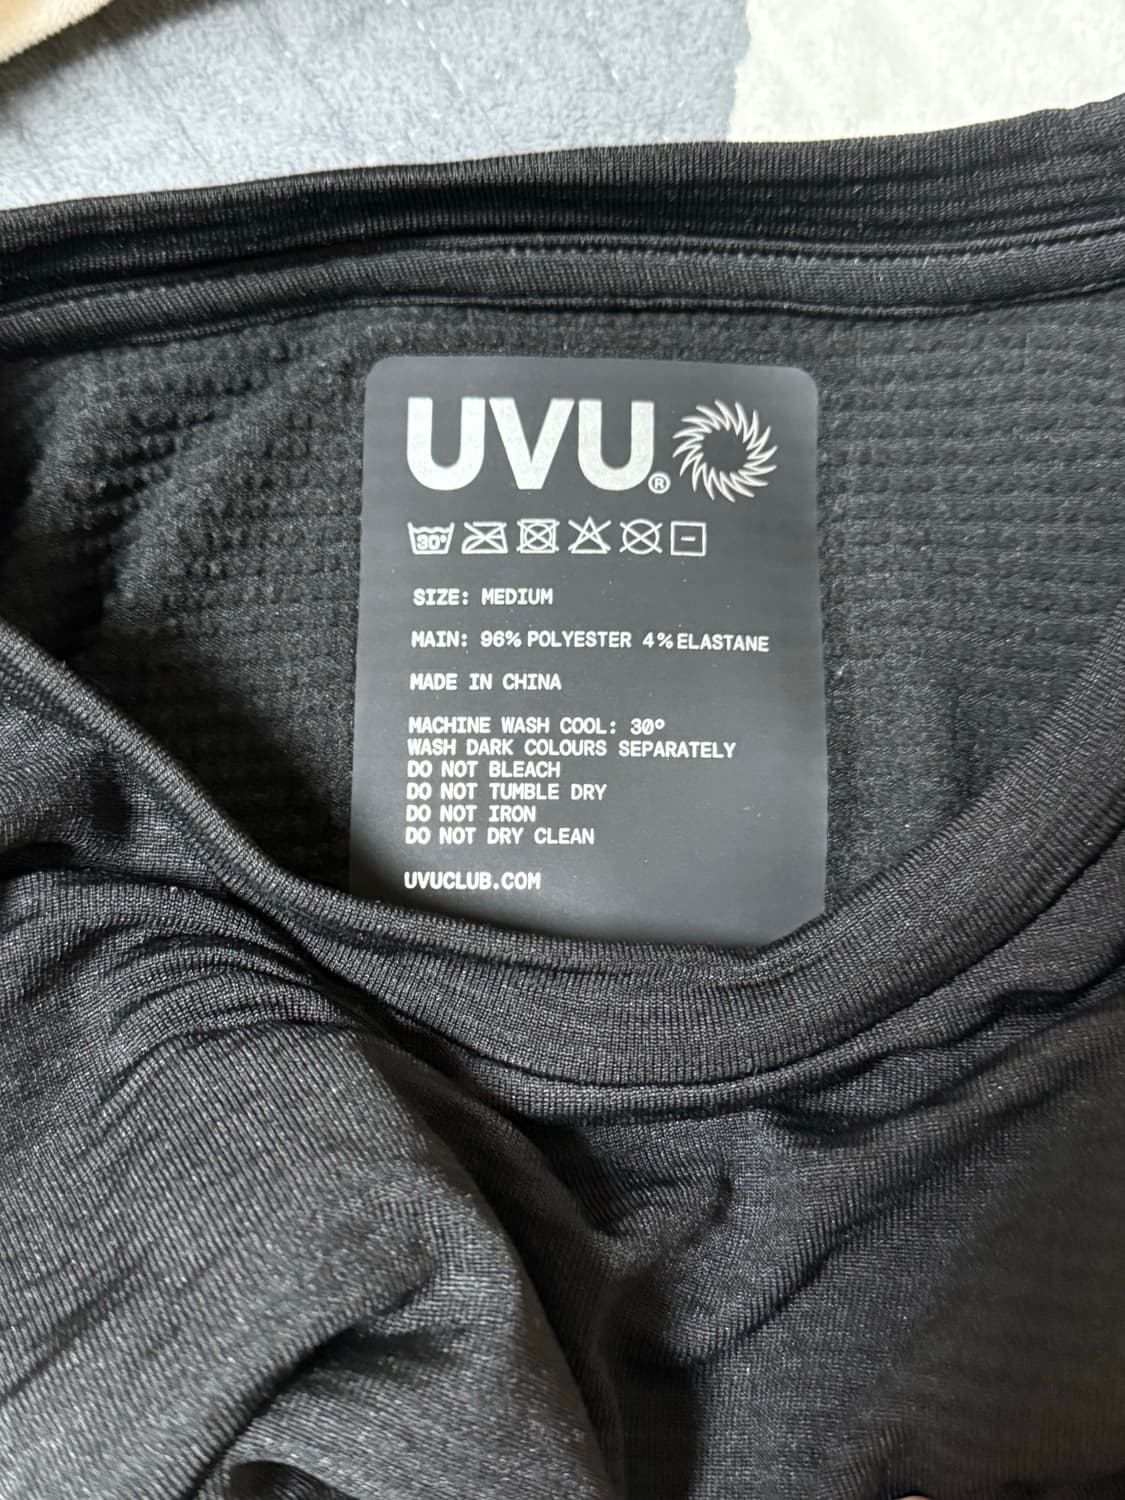 UVU®
30°
SIZE: MEDIUM
MAIN: 96% POLYESTER 4% ELASTANE
MADE IN CHINA
MACHINE WASH COOL: 30°
WASH DARK COLOURS SEPARATELY
DO NOT BLEACH
DO NOT TUMBLE DRY
DO NOT IRON
DO NOT DRY CLEAN
UVUCLUB.COM